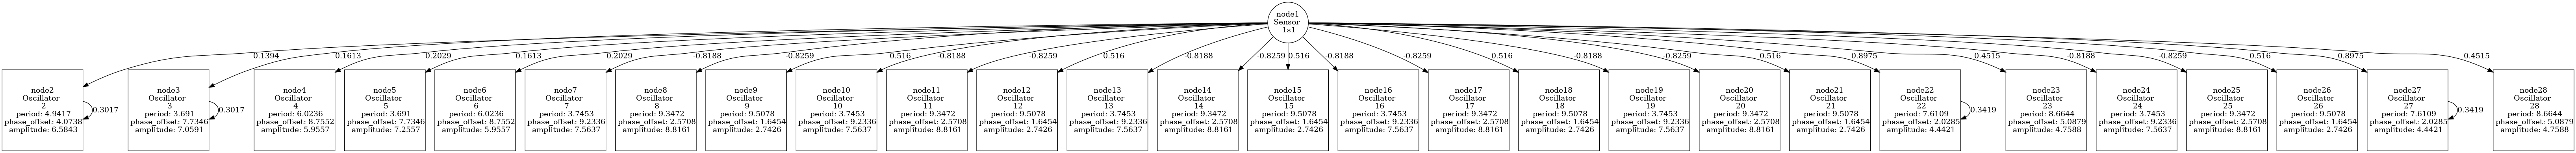 node1
Sensor
1s1
0.1394
0.1613
0.2029
0.1613
0.2029
-0.8188
-0.8259
0.516
-0.8188
-0.8259
0.516
-0.8188
-0.8259
0.516
-0.8188
-0.8259
0.516
-0.8188
-0.8259
0.516
0.8975
0.4515
-0.8188
-0.8259
0.516
0.8975
0.4515
node2
Oscillator
2
period: 4.9417
phase_offset: 4.0738
amplitude: 6.5843
0.3017
node3
Oscillator
3
period: 3.691
phase_offset: 7.7346
amplitude: 7.0591
0.3017
node4
Oscillator
4
period: 6.0236
phase_offset: 8.7552
amplitude: 5.9557
node5
Oscillator
5
period: 3.691
phase_offset: 7.7346
amplitude: 7.2557
node6
Oscillator
6
period: 6.0236
phase_offset: 8.7552
amplitude: 5.9557
node7
Oscillator
7
period: 3.7453
phase_offset: 9.2336
amplitude: 7.5637
node8
Oscillator
8
period: 9.3472
phase_offset: 2.5708
amplitude: 8.8161
node9
Oscillator
9
period: 9.5078
phase_offset: 1.6454
amplitude: 2.7426
node10
Oscillator
10
period: 3.7453
phase_offset: 9.2336
amplitude: 7.5637
node11
Oscillator
11
period: 9.3472
phase_offset: 2.5708
amplitude: 8.8161
node12
Oscillator
12
period: 9.5078
phase_offset: 1.6454
amplitude: 2.7426
node13
Oscillator
13
period: 3.7453
phase_offset: 9.2336
amplitude: 7.5637
node14
Oscillator
14
period: 9.3472
phase_offset: 2.5708
amplitude: 8.8161
node15
Oscillator
15
period: 9.5078
phase_offset: 1.6454
amplitude: 2.7426
node16
Oscillator
16
period: 3.7453
phase_offset: 9.2336
amplitude: 7.5637
node17
Oscillator
17
period: 9.3472
phase_offset: 2.5708
amplitude: 8.8161
node18
Oscillator
18
period: 9.5078
phase_offset: 1.6454
amplitude: 2.7426
node19
Oscillator
19
period: 3.7453
phase_offset: 9.2336
amplitude: 7.5637
node20
Oscillator
20
period: 9.3472
phase_offset: 2.5708
amplitude: 8.8161
node21
Oscillator
21
period: 9.5078
phase_offset: 1.6454
amplitude: 2.7426
node22
Oscillator
22
period: 7.6109
phase_offset: 2.0285
amplitude: 4.4421
0.3419
node23
Oscillator
23
period: 8.6644
phase_offset: 5.0879
amplitude: 4.7588
node24
Oscillator
24
period: 3.7453
phase_offset: 9.2336
amplitude: 7.5637
node25
Oscillator
25
period: 9.3472
phase_offset: 2.5708
amplitude: 8.8161
node26
Oscillator
26
period: 9.5078
phase_offset: 1.6454
amplitude: 2.7426
node27
Oscillator
27
period: 7.6109
phase_offset: 2.0285
amplitude: 4.4421
0.3419
node28
Oscillator
28
period: 8.6644
phase_offset: 5.0879
amplitude: 4.7588